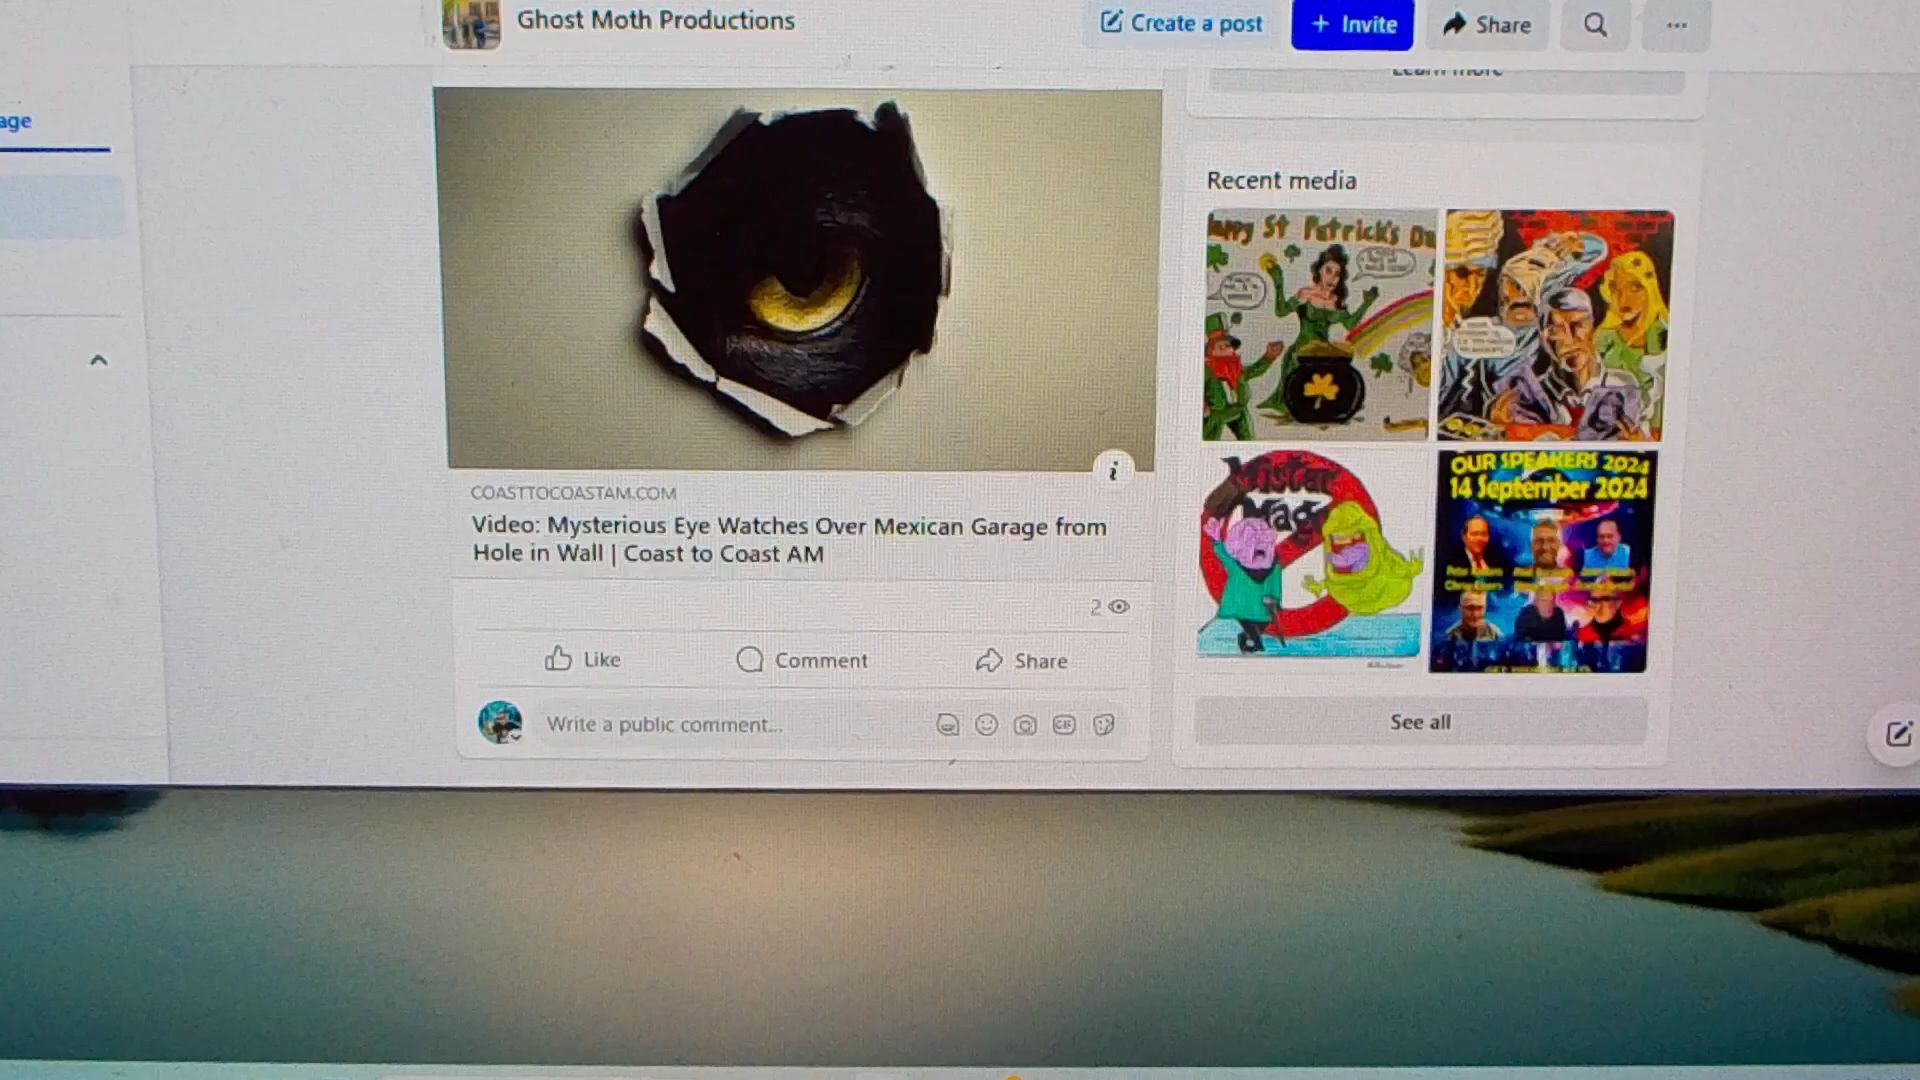 Ghost Moth Productions
Create a post
+ Invite
Share
age
Learn more
Recent media
Happy St Patrick's Da
COASTTOCOASTAM.COM
Video: Mysterious Eye Watches Over Mexican Garage from
Hole in Wall | Coast to Coast AM
2
Like
Comment
Share
Write a public comment...
GIF
OUR SPEAKERS 2024
14 September 2024
See all